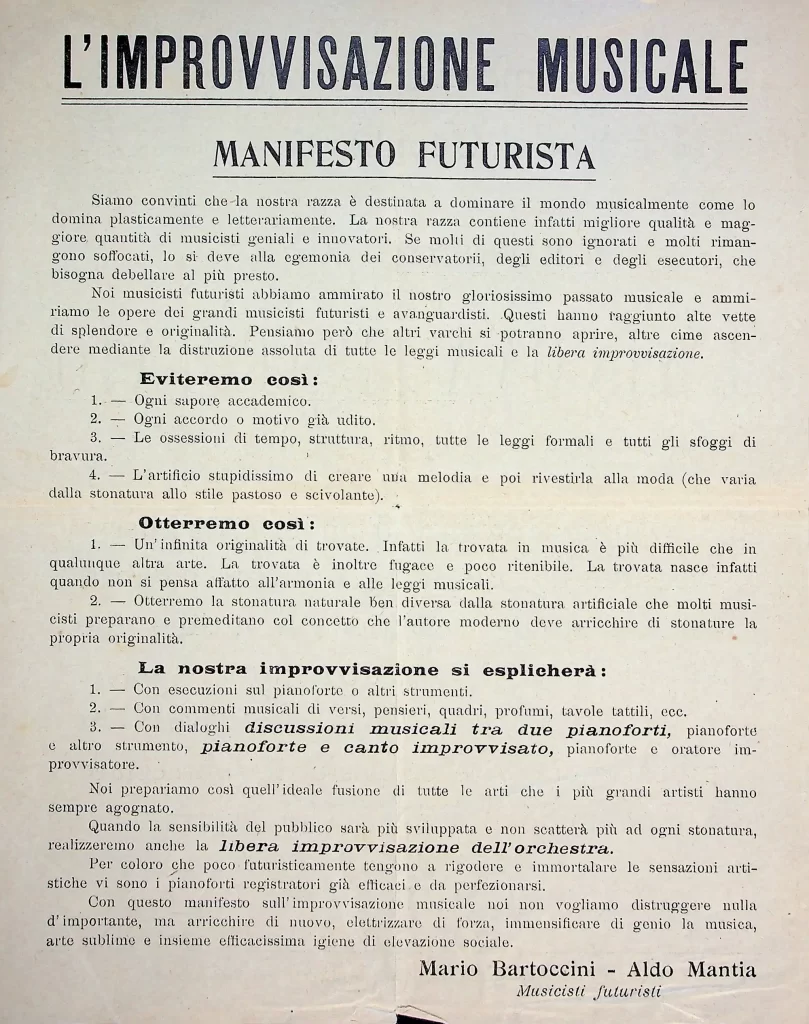 L'IMPROVVISAZIONE MUSICALE
MANIFESTO FUTURISTA
Siamo convinti che la nostra razza è destinata a dominare il mondo musicalmente come lo
domina plasticamente e letterariamente. La nostra razza contiene infatti migliore qualità e mag-
giore quantità di musicisti geniali e innovatori. Se molti di questi sono ignorati e molti riman-
gono soffocati, lo si deve alla egemonia dei conservatorii, degli editori e degli esecutori, che
bisogna debellare al più presto.
Noi musicisti futuristi abbiamo ammirato il nostro gloriosissimo passato musicale e ammi-
riamo le opere dei grandi musicisti futuristi e avanguardisti. Questi hanno raggiunto alte vette
di splendore e originalità. Pensiamo però che altri varchi si potranno aprire, altre cime ascen-
dere mediante la distruzione assoluta di tutte le leggi musicali e la libera improvvisazione.
Eviteremo così:
1. — Ogni sapore accademico.
2. — Ogni accordo o motivo già udito.
3. — Le ossessioni di tempo, struttura, ritmo, tutte le leggi formali e tutti gli sfoggi di
bravura.
4. — L'artificio stupidissimo di creare una melodia e poi rivestirla alla moda (che varia
dalla stonatura allo stile pastoso e scivolante).
Otterremo così:
1. — Un'infinita originalità di trovate. Infatti la trovata in musica è più difficile che in
qualunque altra arte. La trovata è inoltre fugace e poco ritenibile. La trovata nasce infatti
quando non si pensa affatto all'armonia e alle leggi musicali.
2. — Otterremo la stonatura naturale ben diversa dalla stonatura artificiale che molti musi-
cisti preparano e premeditano col concetto che l'autore moderno deve arricchire di stonature la
propria originalità.
La nostra improvvisazione si esplicherà:
1. — Con esecuzioni sul pianoforte o altri strumenti.
2. — Con commenti musicali di versi, pensieri, quadri, profumi, tavole tattili, ecc.
3. — Con dialoghi discussioni musicali tra due pianoforti, pianoforte
e altro strumento, pianoforte e canto improvvisato, pianoforte e oratore im-
provvisatore.
Noi prepariamo così quell'ideale fusione di tutte le arti che i più grandi artisti hanno
sempre agognato.
Quando la sensibilità del pubblico sarà più sviluppata e non scatterà più ad ogni stonatura,
realizzeremo anche la libera improvvisazione dell'orchestra.
Per coloro che poco futuristicamente tengono a rigodere e immortalare le sensazioni arti-
stiche vi sono i pianoforti registratori già efficaci e da perfezionarsi.
Con questo manifesto sull'improvvisazione musicale noi non vogliamo distruggere nulla
d'importante, ma arricchire di nuovo, elettrizzare di forza, immensificare di genio la musica,
arte sublime e insieme efficacissima igiene di elevazione sociale.
Mario Bartoccini - Aldo Mantia
Musicisti futuristi